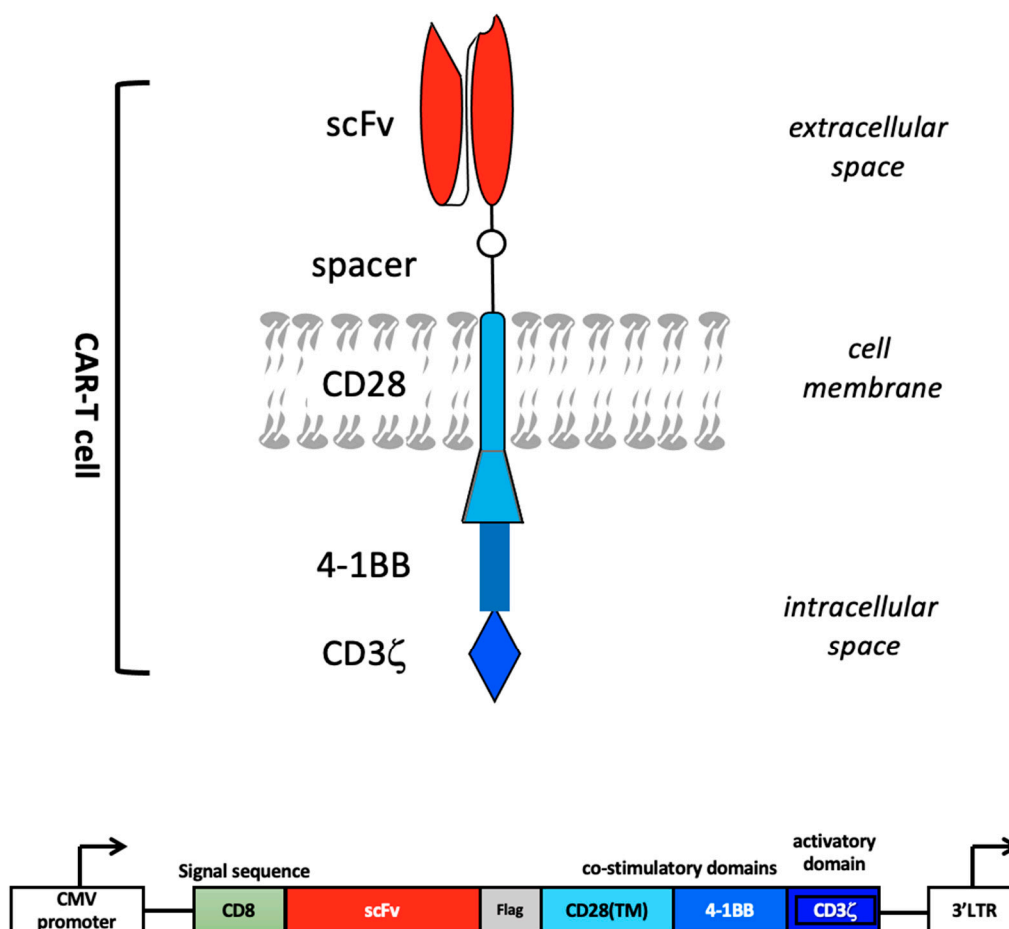 scFv
extracellular
space
spacer
CAR-T cell
CD28
cell
membrane
4-1BB
intracellular
space
CD3ζ
Signal sequence
co-stimulatory domains
activatory
domain
CMV
promoter
CD8
scFv
Flag
CD28(TM)
4-1BB
CD3ζ
3'LTR